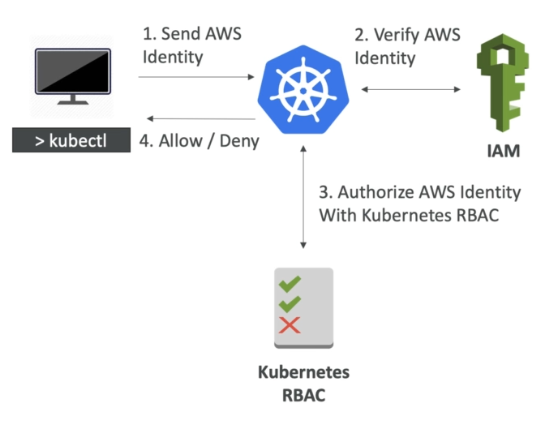 1. Send AWS
Identity
2. Verify AWS
Identity
> kubectl
4. Allow / Deny
IAM
3. Authorize AWS Identity
With Kubernetes RBAC
Kubernetes
RBAC